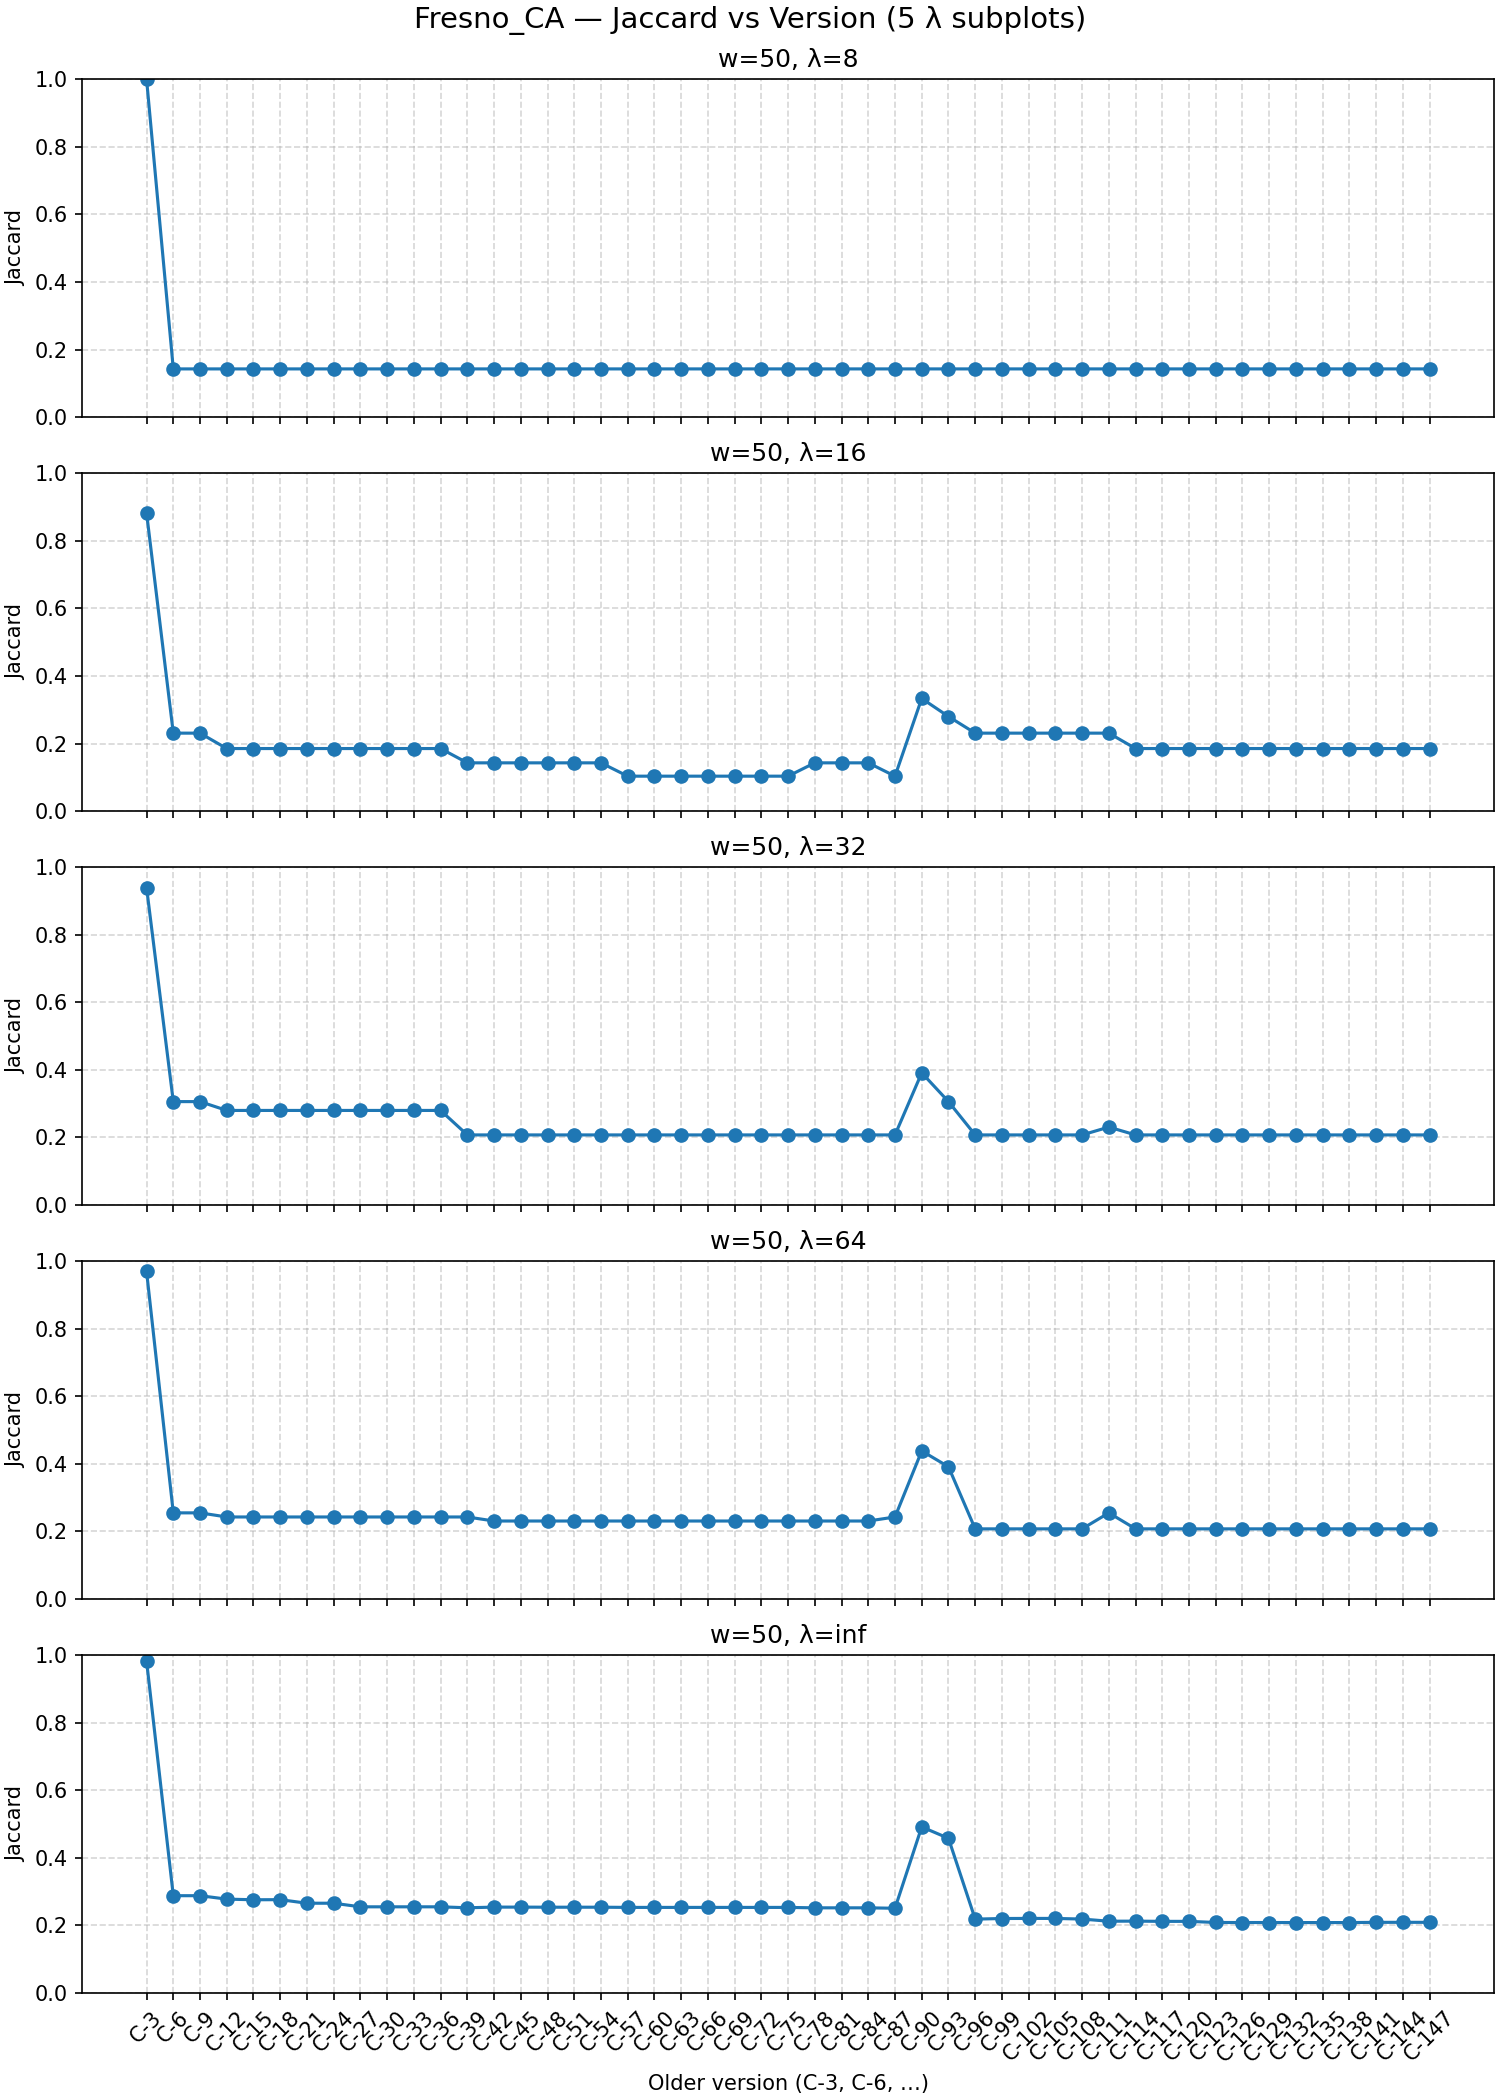 Fresno_CA — Jaccard vs Version (5 λ subplots)
w=50, λ=8
1.0
0.8
0.6
0.4
0.2
0.0
Jaccard
w=50, λ=16
1.0
0.8
0.6
0.4
0.2
0.0
Jaccard
w=50, λ=32
1.0
0.8
0.6
0.4
0.2
0.0
Jaccard
w=50, λ=64
1.0
0.8
0.6
0.4
0.2
0.0
Jaccard
w=50, λ=inf
1.0
0.8
0.6
0.4
0.2
0.0
Jaccard
C-3 C-6 C-9 C-12 C-15 C-18 C-21 C-24 C-27 C-30 C-33 C-36 C-39 C-42 C-45 C-48 C-51 C-54 C-57 C-60 C-63 C-66 C-69 C-72 C-75 C-78 C-81 C-84 C-87 C-90 C-93 C-96 C-99 C-102 C-105 C-108 C-111 C-114 C-117 C-120 C-123 C-126 C-129 C-132 C-135 C-138 C-141 C-144 C-147
Older version (C-3, C-6, ...)